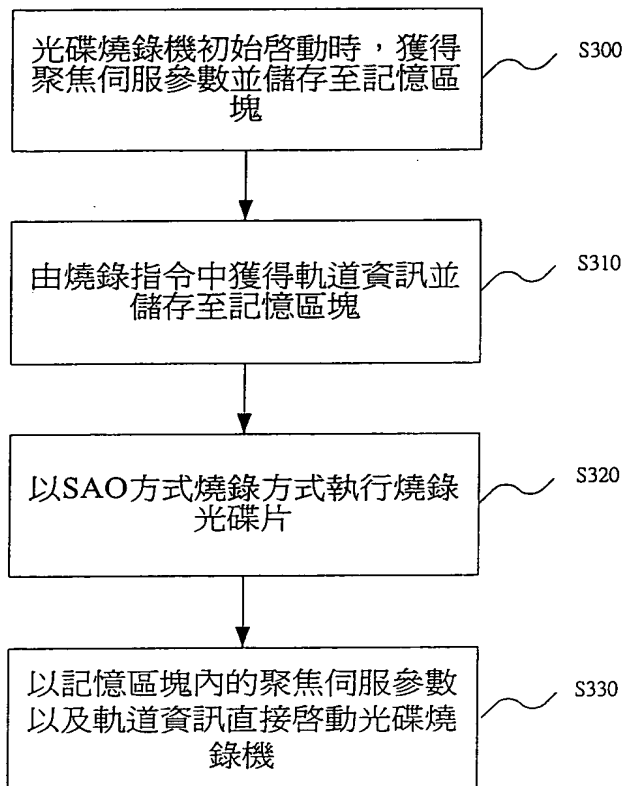 光碟燒錄機初始啓動時，獲得
聚焦伺服參數並儲存至記憶區
塊
S300
由燒錄指令中獲得軌道資訊並
儲存至記憶區塊
S310
以SAO方式燒錄方式執行燒錄
光碟片
S320
以記憶區塊內的聚焦伺服參數
以及軌道資訊直接啓動光碟燒
錄機
S330